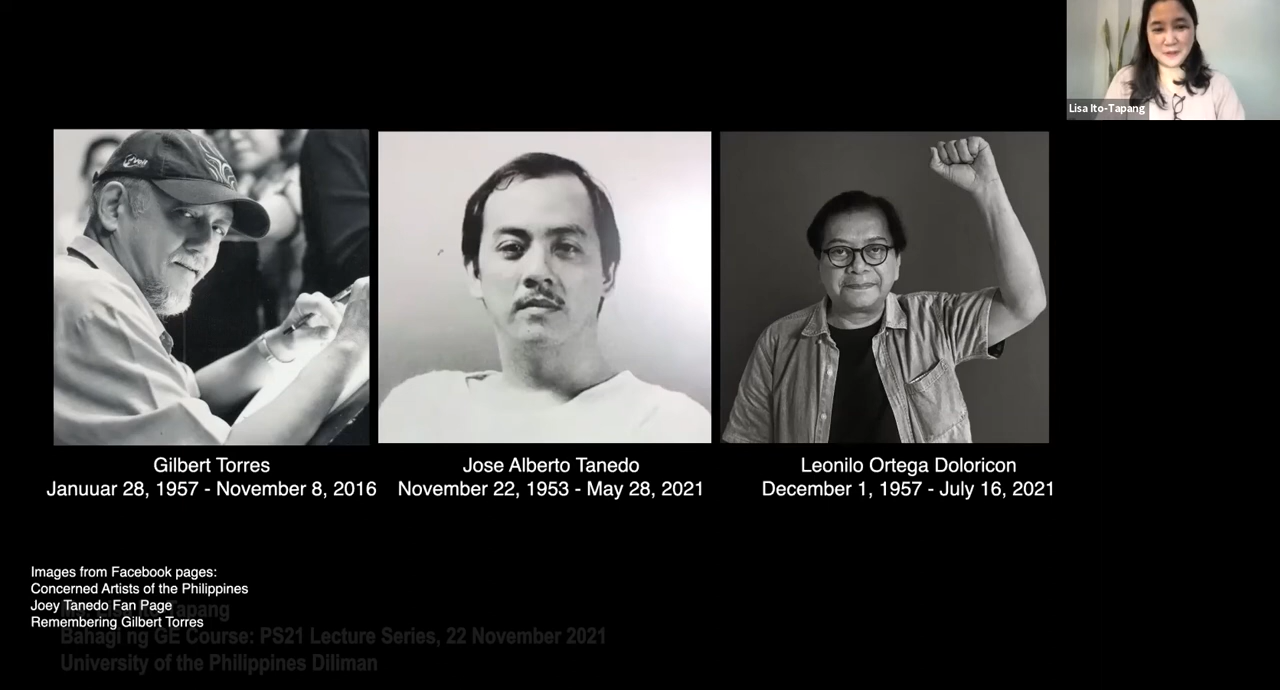 Lisa Ito-Tapang
Gilbert Torres
Januuar 28, 1957 - November 8, 2016
Jose Alberto Tanedo
November 22, 1953 - May 28, 2021
Leonilo Ortega Doloricon
December 1, 1957 - July 16, 2021
Images from Facebook pages:
Concerned Artists of the Philippines
Joey Tanedo Fan Page
Remembering Gilbert Torres
Lisa Ito-Tapang
Bahagi ng GE Course: PS21 Lecture Series, 22 November 2021
University of the Philippines Diliman